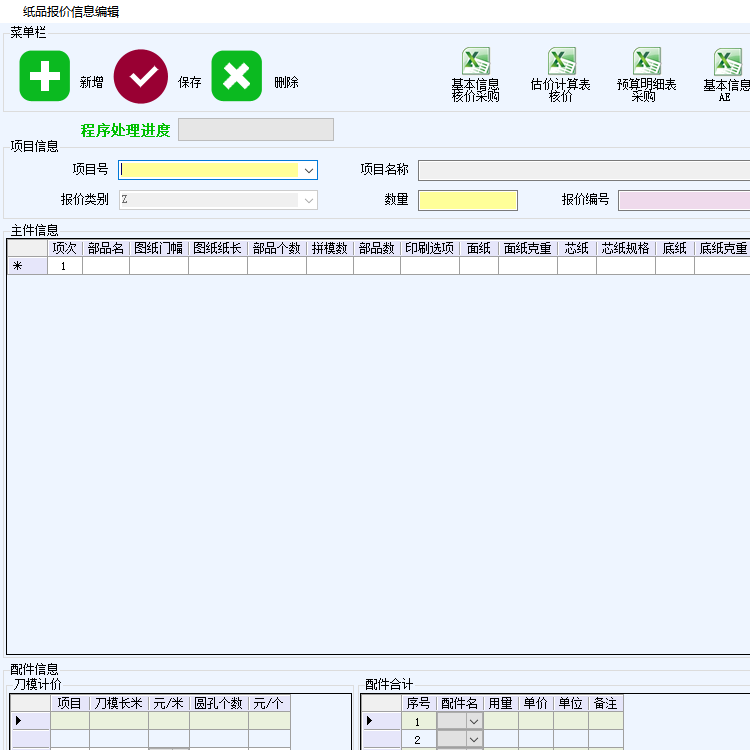 纸品报价信息编辑
菜单栏
新增 保存 删除
基本信息 估价计算表 预算明细表 基本信息
核价采购 核价 采购 AE
程序处理进度
项目信息
项目号 项目名称
报价类别 Z 数量 报价编号
主件信息
项次 部品名 图纸门幅 图纸纸长 部品个数 拼模数 部品数 印刷选项 面纸 面纸克重 芯纸 芯纸规格 底纸 底纸克重
1
配件信息
刀模计价 配件合计
项目 刀模长米 元/米 圆孔个数 元/个 序号 配件名 用量 单价 单位 备注
1
2